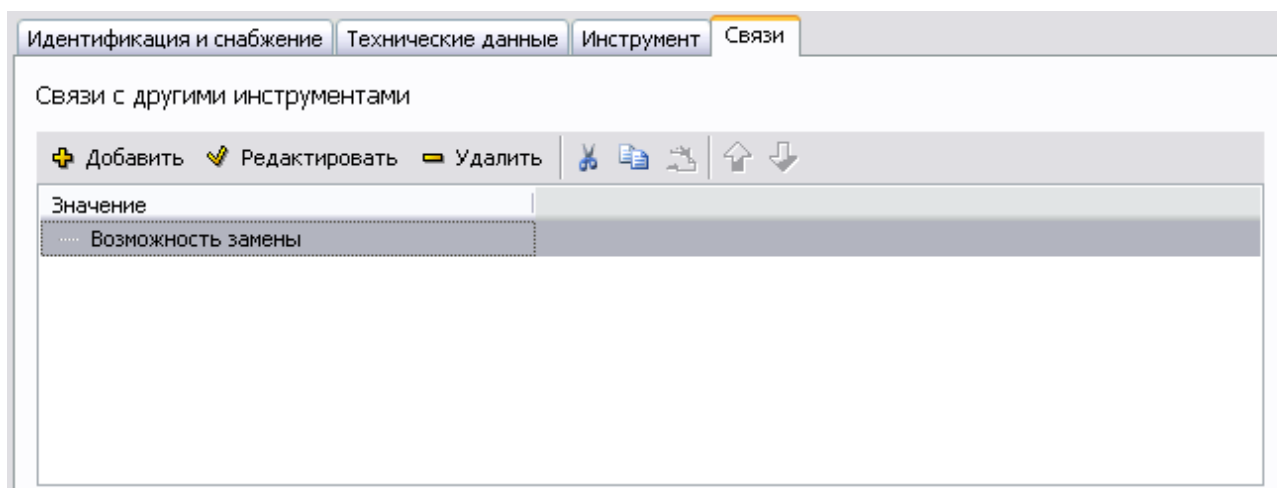 Идентификация и снабжение Технические данные Инструмент Связи
Связи с другими инструментами
Добавить Редактировать Удалить
Значение
Возможность замены